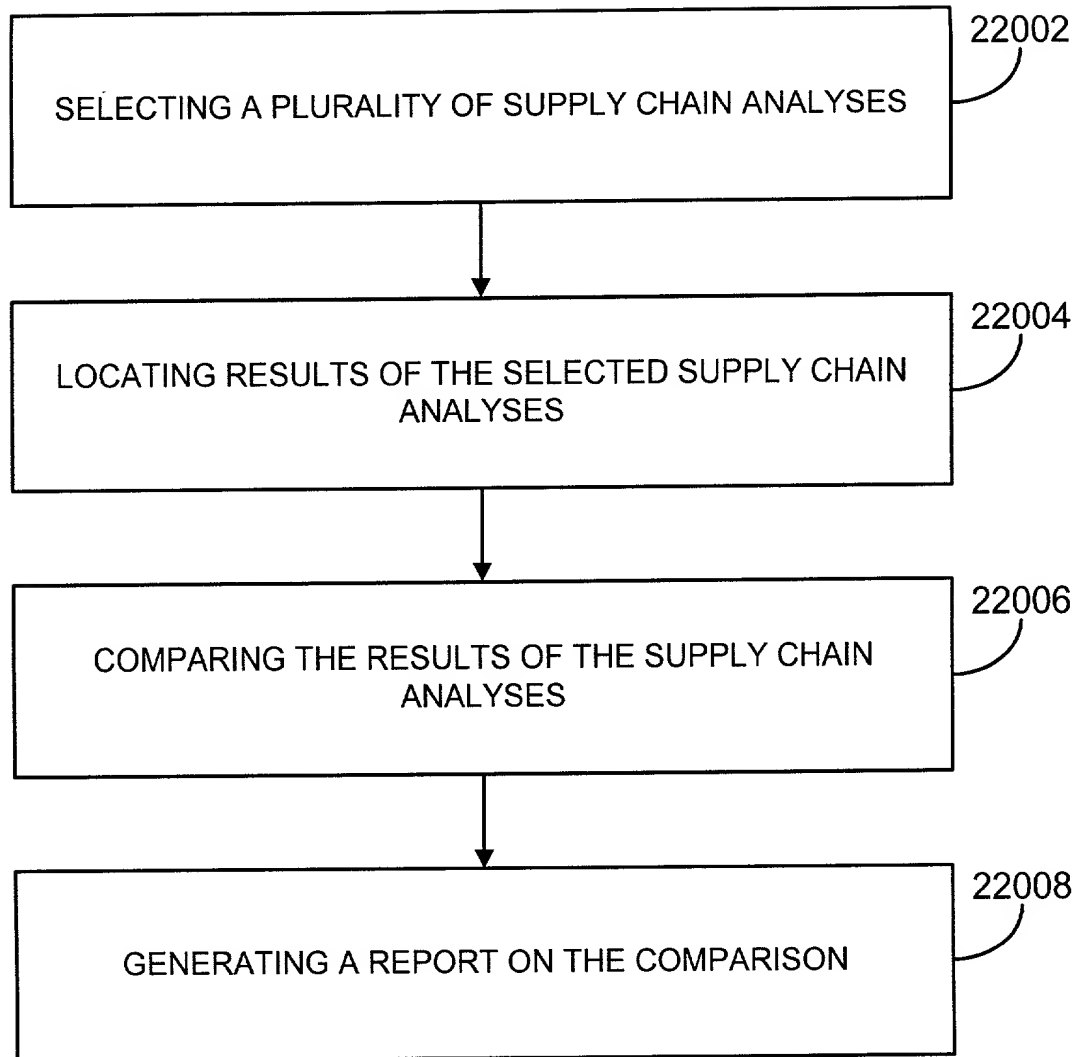 22002
SELECTING A PLURALITY OF SUPPLY CHAIN ANALYSES
22004
LOCATING RESULTS OF THE SELECTED SUPPLY CHAIN
ANALYSES
22006
COMPARING THE RESULTS OF THE SUPPLY CHAIN
ANALYSES
22008
GENERATING A REPORT ON THE COMPARISON